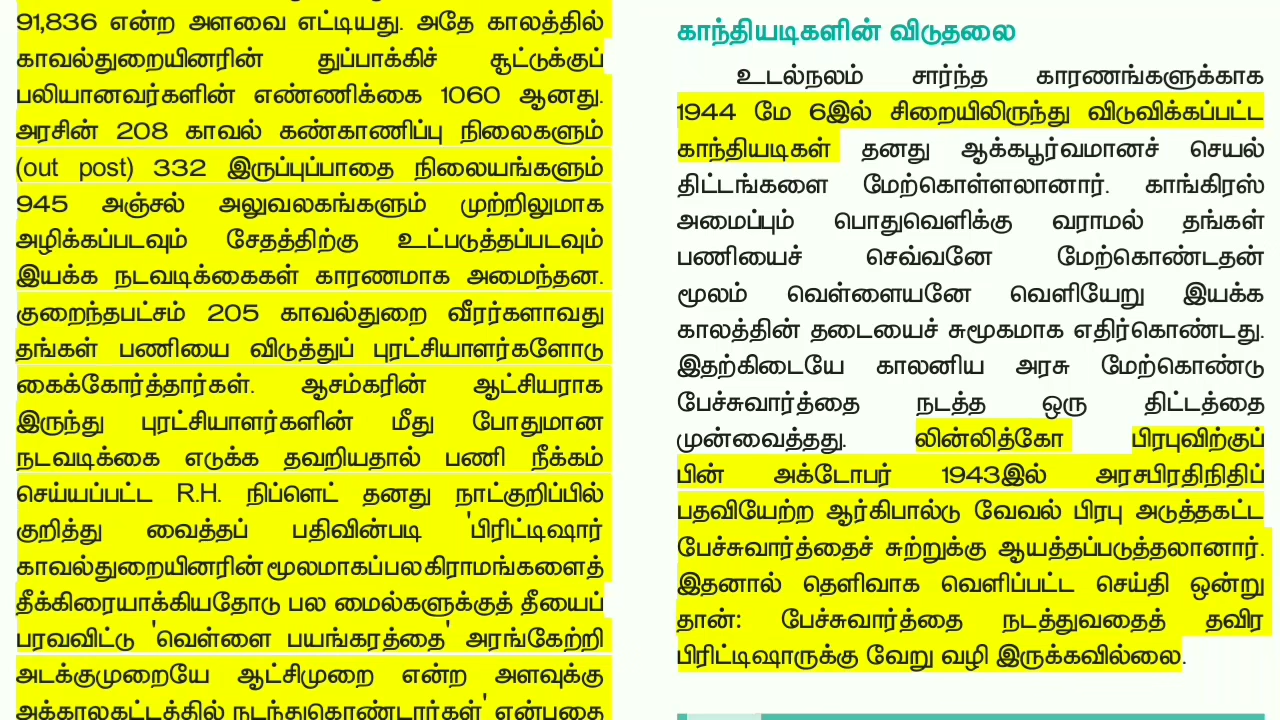 91,836 என்ற அளவை எட்டியது. அதே காலத்தில்
காவல்துறையினரின் துப்பாக்கிச் சூட்டுக்குப்
பலியானவர்களின் எண்ணிக்கை 1060 ஆனது.
அரசின் 208 காவல் கண்காணிப்பு நிலைகளும்
(out post) 332 இருப்புப்பாதை நிலையங்களும்
945 அஞ்சல் அலுவலகங்களும் முற்றிலுமாக
அழிக்கப்படவும் சேதத்திற்கு உட்படுத்தப்படவும்
இயக்க நடவடிக்கைகள் காரணமாக அமைந்தன.
குறைந்தபட்சம் 205 காவல்துறை வீரர்களாவது
தங்கள் பணியை விடுத்துப் புரட்சியாளர்களோடு
கைக்கோர்த்தார்கள். ஆசம்கரின் ஆட்சியராக
இருந்து புரட்சியாளர்களின் மீது போதுமான
நடவடிக்கை எடுக்க தவறியதால் பணி நீக்கம்
செய்யப்பட்ட R.H. நிப்ளெட் தனது நாட்குறிப்பில்
குறித்து வைத்தப் பதிவின்படி 'பிரிட்டிஷார்
காவல்துறையினரின் மூலமாகப் பல கிராமங்களைத்
தீக்கிரையாக்கியதோடு பல மைல்களுக்குத் தீயைப்
பரவவிட்டு 'வெள்ளை பயங்கரத்தை' அரங்கேற்றி
அடக்குமுறையே ஆட்சிமுறை என்ற அளவுக்கு
அக்காலகட்டத்தில் நடந்துகொண்டார்கள்' என்பதை
காந்தியடிகளின் விடுதலை
உடல்நலம் சார்ந்த காரணங்களுக்காக
1944 மே 6இல் சிறையிலிருந்து விடுவிக்கப்பட்ட
காந்தியடிகள் தனது ஆக்கபூர்வமானச் செயல்
திட்டங்களை மேற்கொள்ளலானார். காங்கிரஸ்
அமைப்பும் பொதுவெளிக்கு வராமல் தங்கள்
பணியைச் செவ்வனே மேற்கொண்டதன்
மூலம் வெள்ளையனே வெளியேறு இயக்க
காலத்தின் தடையைச் சுமூகமாக எதிர்கொண்டது.
இதற்கிடையே காலனிய அரசு மேற்கொண்டு
பேச்சுவார்த்தை நடத்த ஒரு திட்டத்தை
முன்வைத்தது. லின்லித்கோ பிரபுவிற்குப்
பின் அக்டோபர் 1943இல் அரசபிரதிநிதிப்
பதவியேற்ற ஆர்கிபால்டு வேவல் பிரபு அடுத்தகட்ட
பேச்சுவார்த்தைச் சுற்றுக்கு ஆயத்தப்படுத்தலானார்.
இதனால் தெளிவாக வெளிப்பட்ட செய்தி ஒன்று
தான்: பேச்சுவார்த்தை நடத்துவதைத் தவிர
பிரிட்டிஷாருக்கு வேறு வழி இருக்கவில்லை.